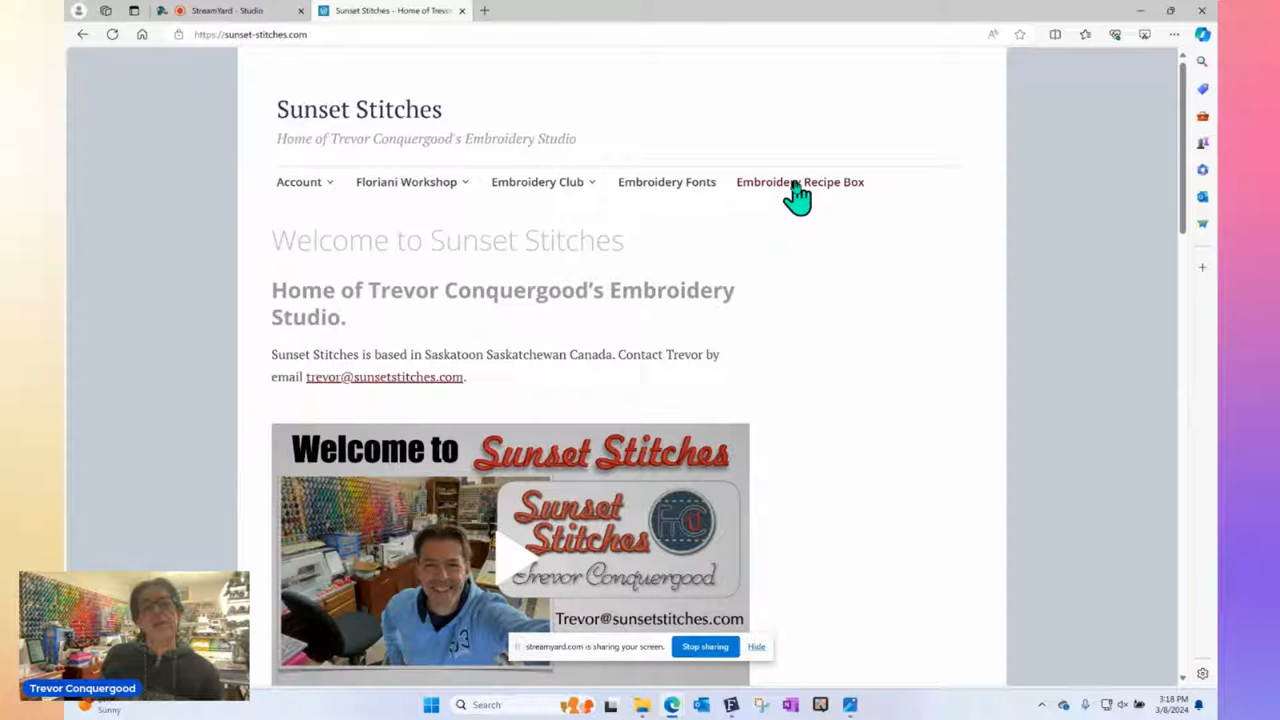 StreamYard - Studio
Sunset Stitches – Home of Trevor
https://sunset-stitches.com
Sunset Stitches
Home of Trevor Conquergood's Embroidery Studio
Account
Floriani Workshop
Embroidery Club
Embroidery Fonts
Embroidery Recipe Box
Welcome to Sunset Stitches
Home of Trevor Conquergood’s Embroidery
Studio.
Sunset Stitches is based in Saskatoon Saskatchewan Canada. Contact Trevor by
email trevor@sunsetstitches.com.
Welcome to Sunset Stitches
Sunset
Stitches
FTCU
Trevor Conquergood
Trevor@sunsetstitches.com
streamyard.com is sharing your screen.
Stop sharing
Hide
Trevor Conquergood
Sunny
Search
3:18 PM
3/8/2024